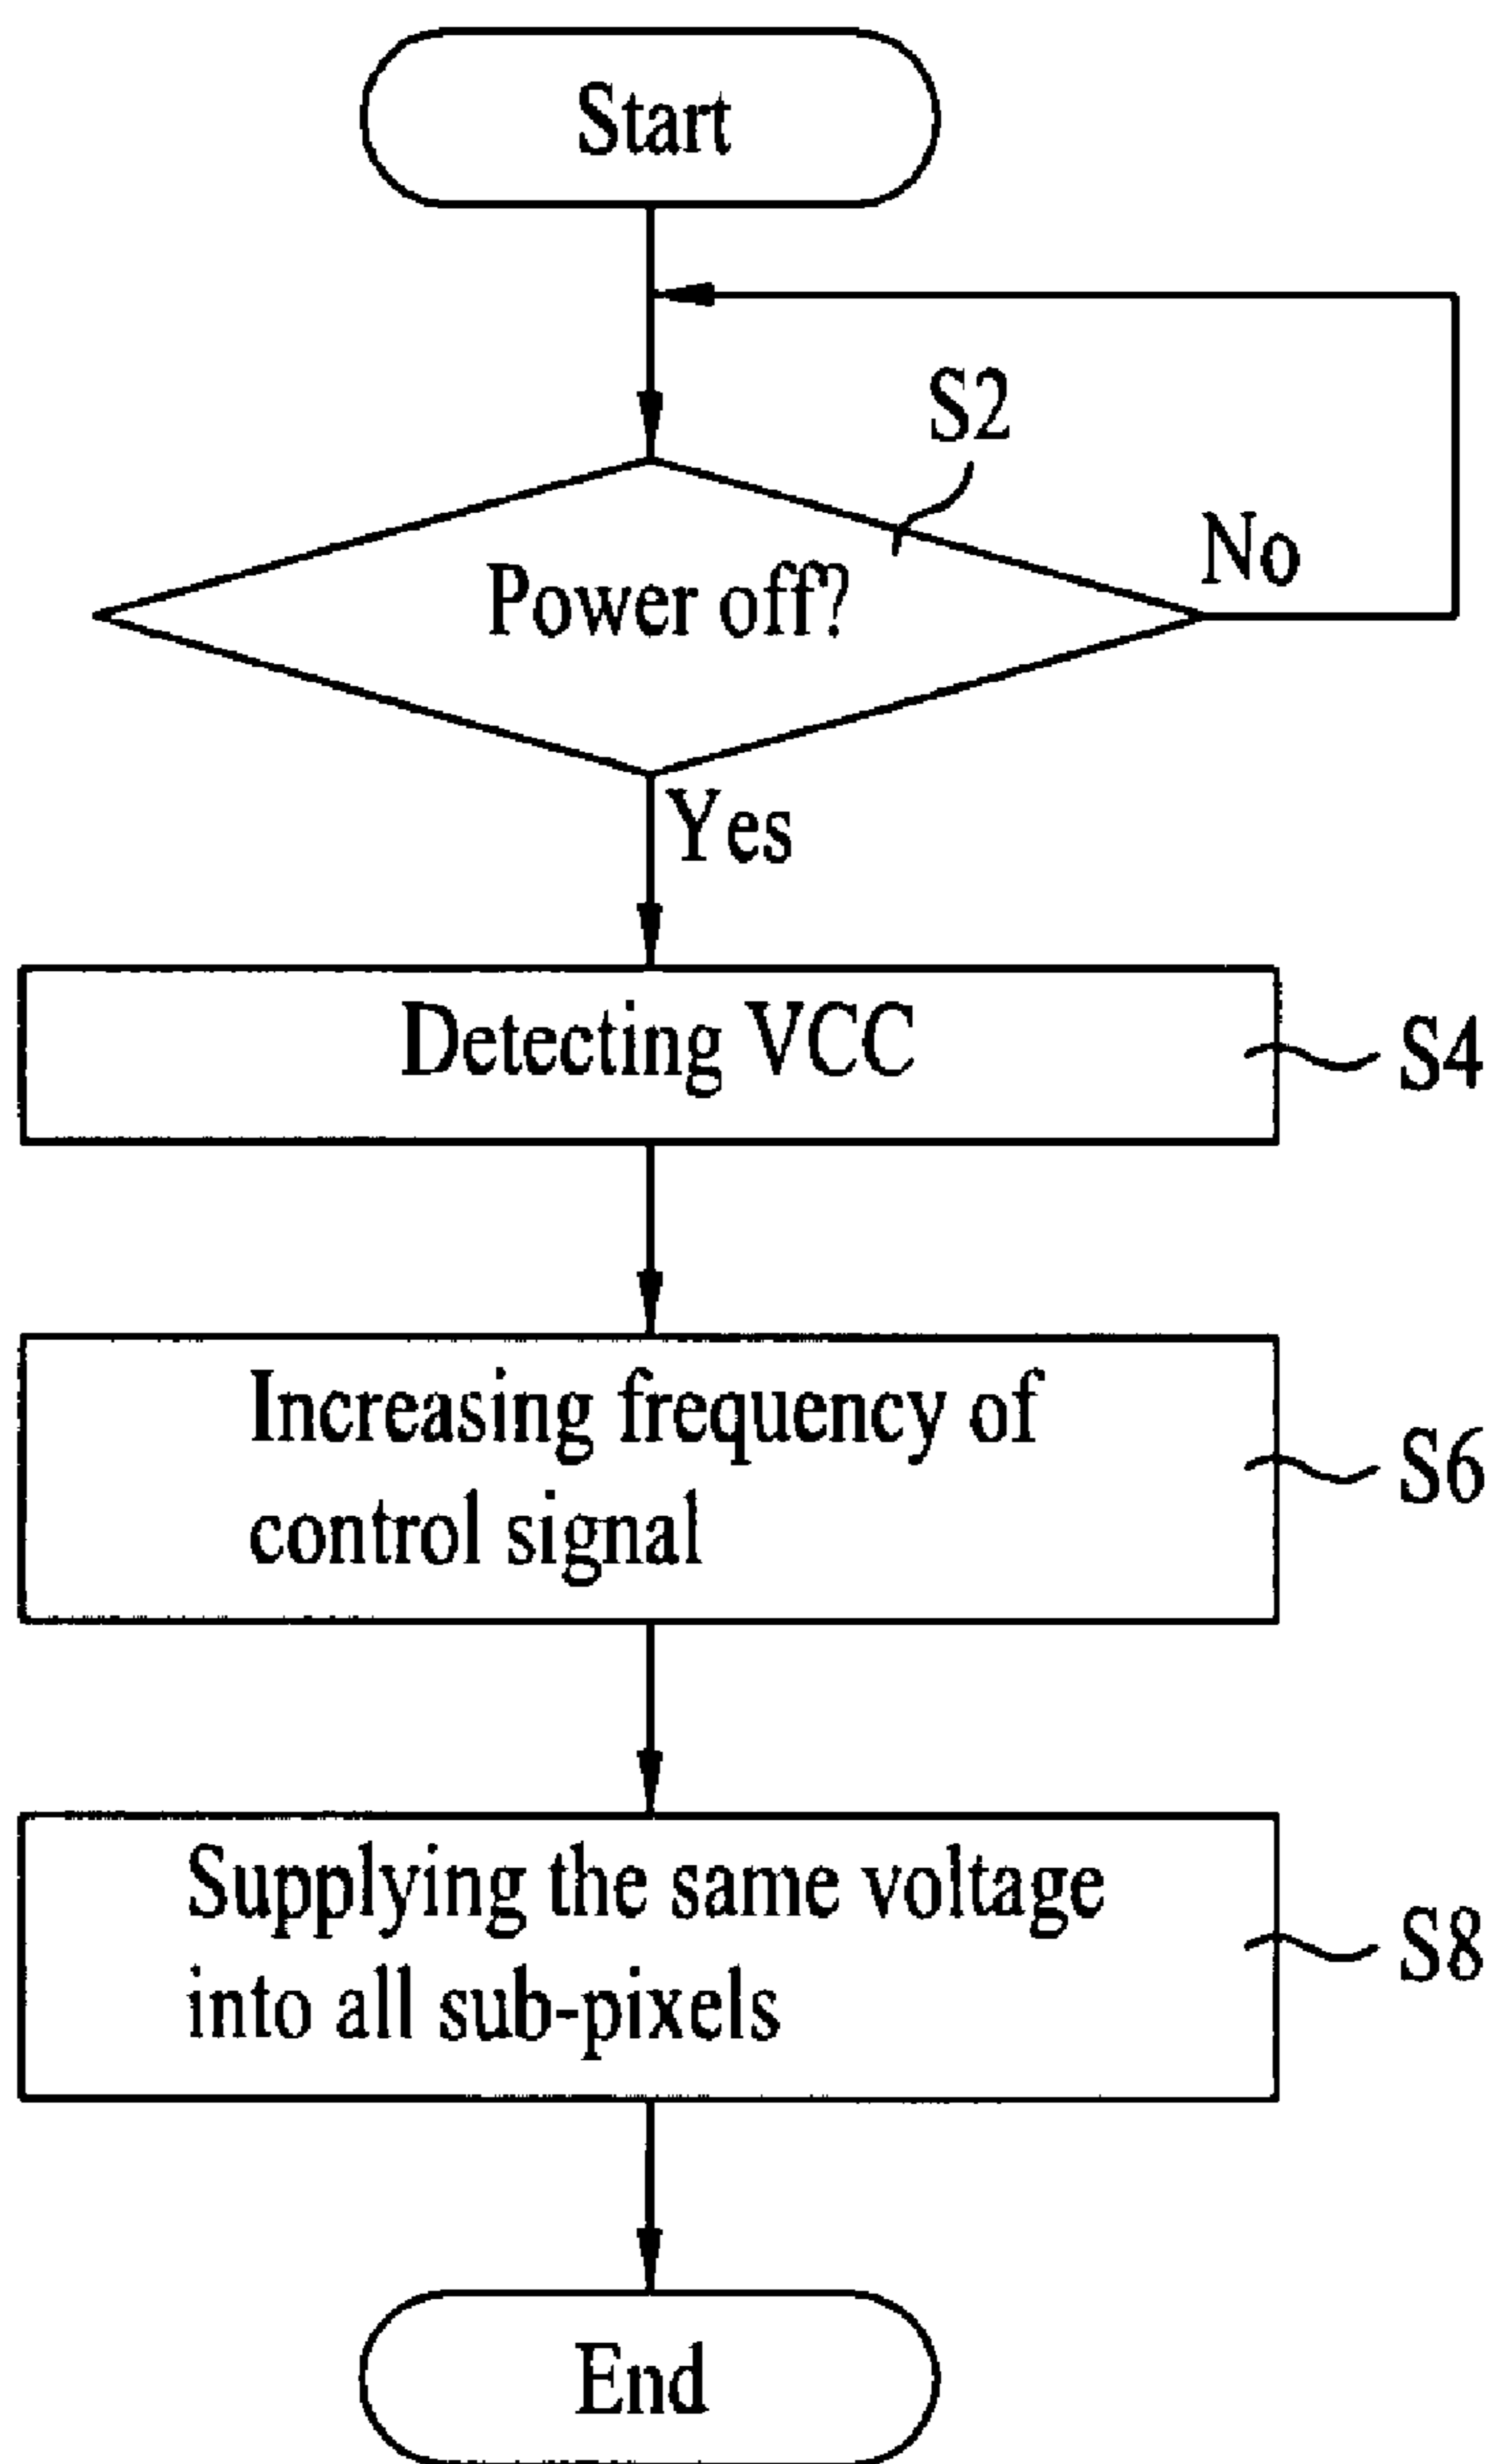 Start
S2
No
Power off?
Yes
Detecting VCC
S4
Increasing frequency of
control signal
S6
Supplying the same voltage
into all sub-pixels
S8
End